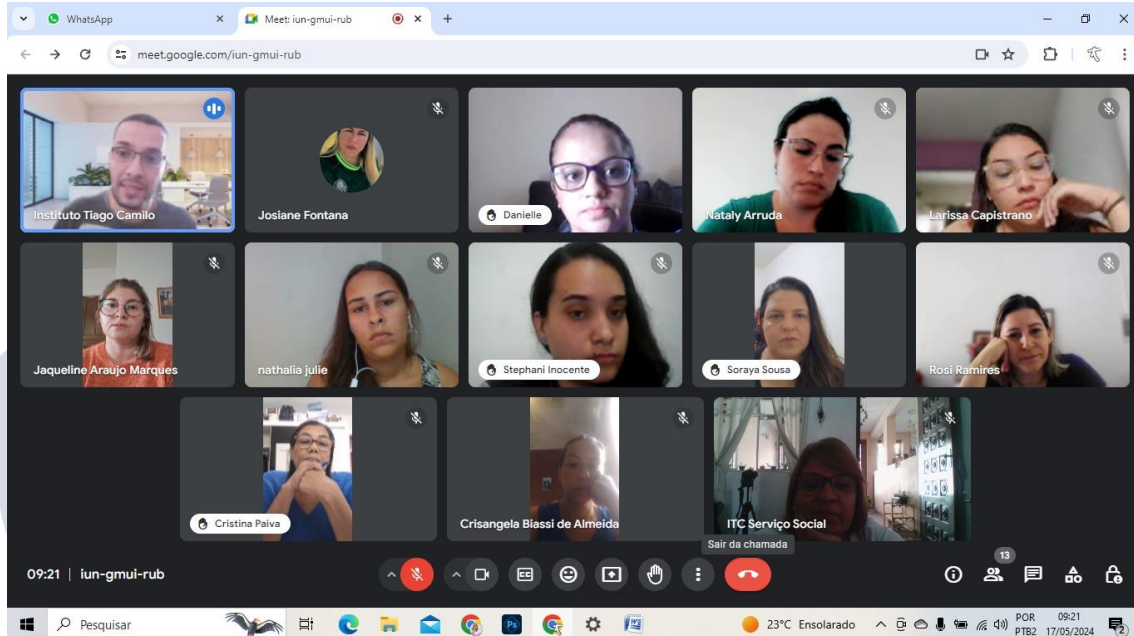 WhatsApp
Meet: iun-gmui-rub
meet.google.com/iun-gmui-rub
Instituto Tiago Camilo
Josiane Fontana
Danielle
Nataly Arruda
Larissa Capistrano
Jaqueline Araujo Marques
nathalia julie
Stephani Inocente
Soraya Sousa
Rosi Ramires
Cristina Paiva
Crisangela Biassi de Almeida
ITC Serviço Social
Sair da chamada
09:21 | iun-gmui-rub
CC
13
Pesquisar
Ps
23°C Ensolarado
POR
PTB2
09:21
17/05/2024
2